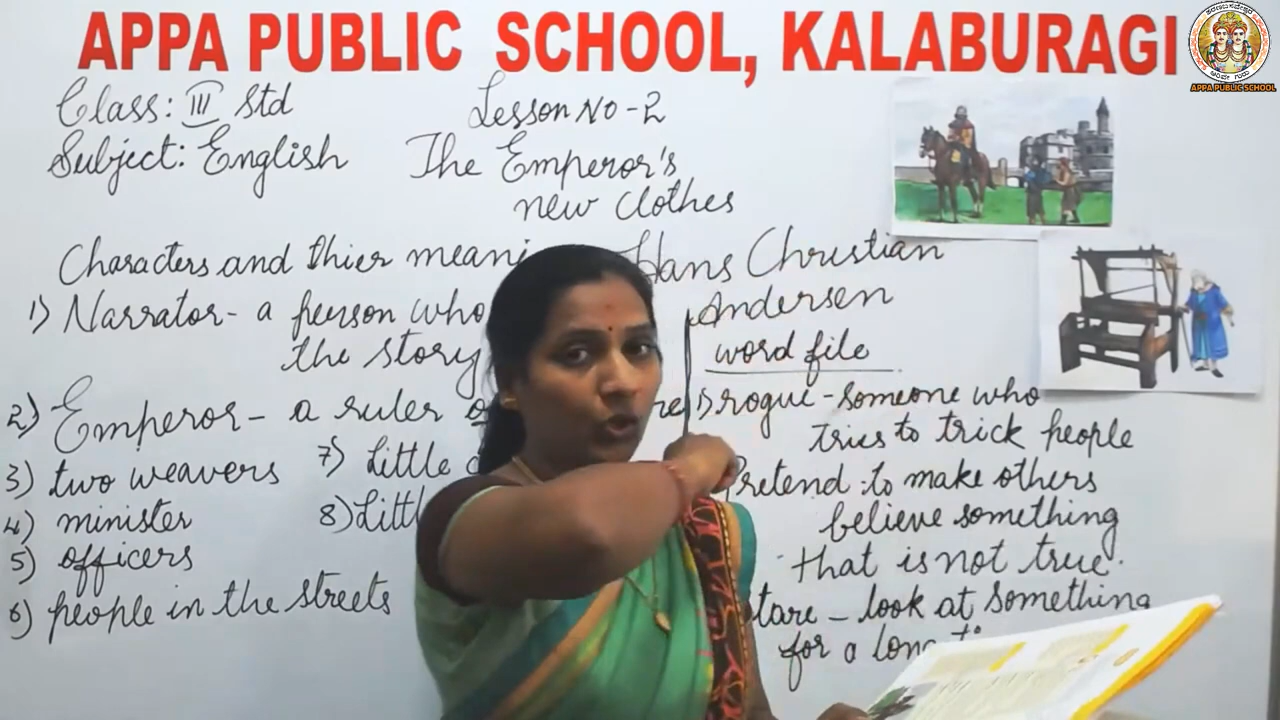 APPA PUBLIC SCHOOL, KALABURAGI
APPA PUBLIC SCHOOL
Class: III Std
Lesson No - 2
Subject: English
The Emperor's
new clothes
Characters and thier
Hans Christian
Andersen
1) Narrator - a person who
the story
2) Emperor - a ruler
3) two weavers
4) minister
5) officers
6) people in the streets
7) Little
8)
word file
rogue - someone who
tries to trick people
Pretend - to make others
believe something
that is not true.
look at something
for a